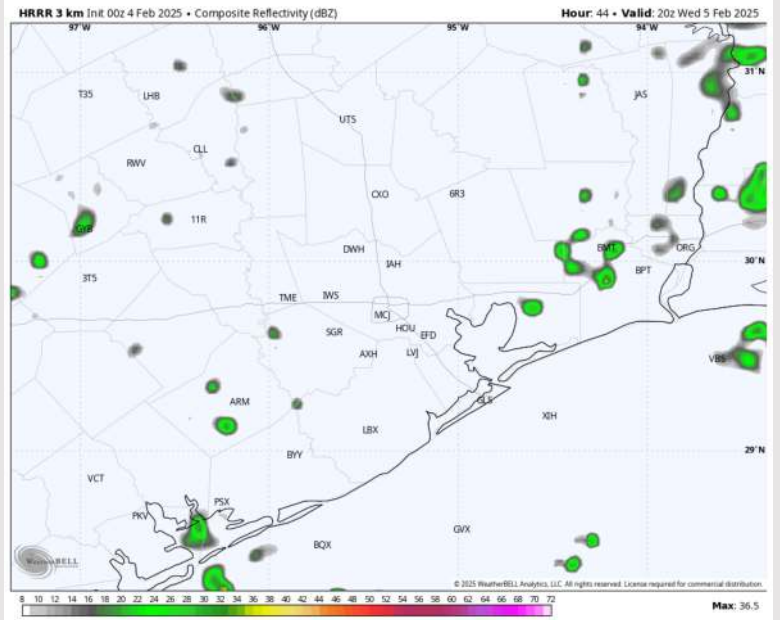 HRRR 3 km Init 00z 4 Feb 2025 • Composite Reflectivity (dBZ)
Hour: 44 • Valid: 20z Wed 5 Feb 2025
97°W 96°W 95°W 94°W
31°N
T35 LHB JAS
UTS
CLL
RWV
CXO 6R3
11R
GYB
DWH BMT ORG
IAH 30°N
BPT
3T5
TME IWS
MCJ
SGR HOU EFD
AXH LVJ VBS
ARM GLS
XIH
LBX
29°N
BYY
VCT
PSX
PKV
GVX
BQX
WeatherBELL
© 2025 WeatherBELL Analytics, LLC. All rights reserved. License required for commercial distribution.
8 10 12 14 16 18 20 22 24 26 28 30 32 34 36 38 40 42 44 46 48 50 52 54 56 58 60 62 64 66 68 70 72
Max: 36.5